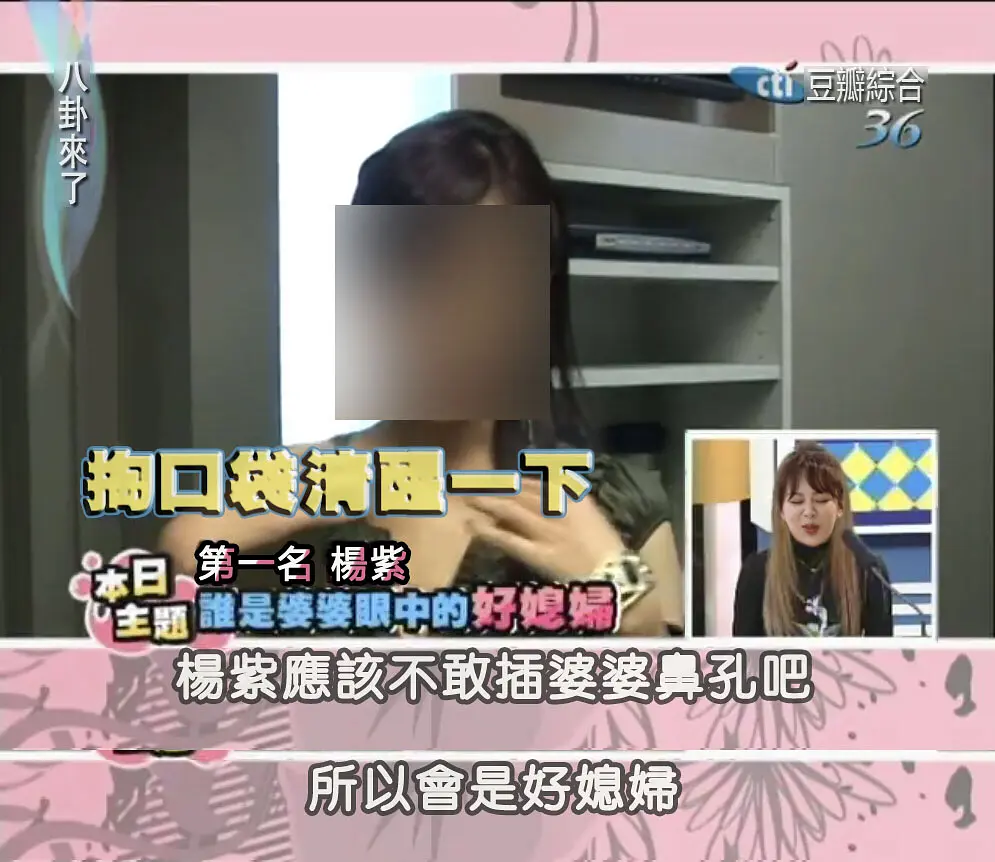 八卦來了
cti 豆瓣綜合
36
掏口袋清醒一下
第一名 楊紫
本日
主題
誰是婆婆眼中的好媳婦
楊紫應該不敢插婆婆鼻孔吧
所以會是好媳婦